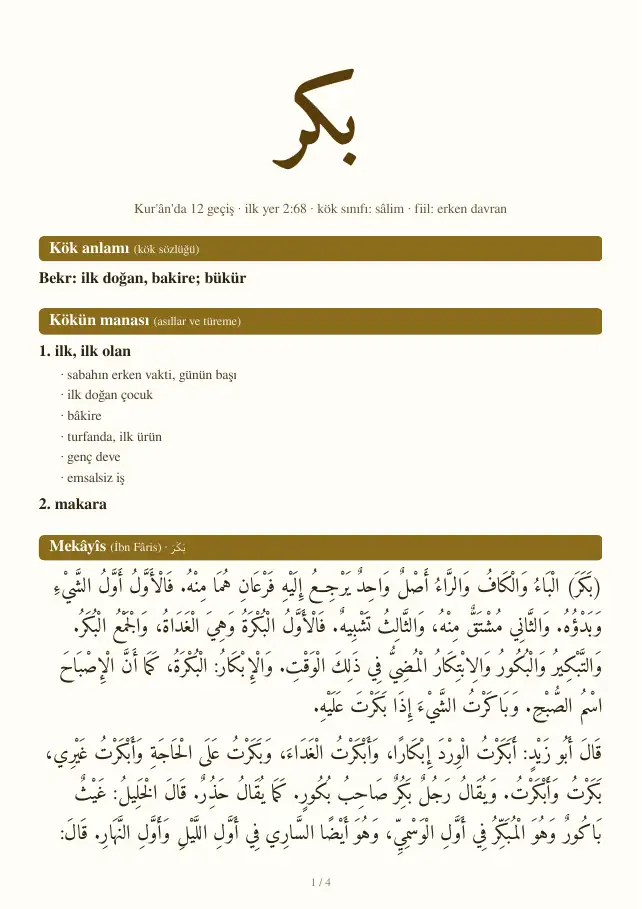 بكر
Kur'ân'da 12 geçiş · ilk yer 2:68 · kök sınıfı: sâlim · fiil: erken davran
Kök anlamı (kök sözlüğü)
Bekr: ilk doğan, bakire; bükür
Kökün manası (asıllar ve türeme)
1. ilk, ilk olan
· sabahın erken vakti, günün başı
· ilk doğan çocuk
· bâkire
· turfanda, ilk ürün
· genç deve
· emsalsiz iş
2. makara
Mekâyîs (İbn Fâris) · بَكَرَ
(بَكَرَ) الْبَاءُ وَالْكَافُ وَالرَّاءُ أَصْلٌ وَاحِدٌ يَرْجِعُ إِلَيْهِ فَرْعَانِ هُمَا مِنْهُ. فَالْأَوَّلُ أَوَّلُ الشَّيْءِ
وَبَدْؤُهُ. وَالثَّانِي مُشْتَقٌّ مِنْهُ، وَالثَّالِثُ تَشْبِيهٌ. فَالْأَوَّلُ الْبُكْرَةُ وَهِيَ الْغَدَاةُ، وَالْجَمْعُ الْبُكَرُ.
وَالتَّبْكِيرُ وَالْبُكُورُ وَالِابْتِكَارُ الْمُضِيُّ فِي ذَلِكَ الْوَقْتِ. وَالْإِبْكَارُ: الْبُكْرَةُ، كَمَا أَنَّ الْإِصْبَاحَ
اسْمُ الصُّبْحِ. وَبَاكَرْتُ الشَّيْءَ إِذَا بَكَرْتَ عَلَيْهِ.
قَالَ أَبُو زَيْدٍ: أَبْكَرْتُ الْوِرْدَ إِبْكَارًا، وَأَبْكَرْتُ الْغَدَاءَ، وَبَكَرْتُ عَلَى الْحَاجَةِ وَأَبْكَرْتُ غَيْرِي،
بَكَرْتُ وَأَبْكَرْتُ. وَيُقَالُ رَجُلٌ بَكُرٌ صَاحِبُ بُكُورٍ. كَمَا يُقَالُ حَذُرٌ. قَالَ الْخَلِيلُ: غَيْثٌ
بَاكُورٌ وَهُوَ الْمُبَكِّرُ فِي أَوَّلِ الْوَسْمِيِّ، وَهُوَ أَيْضًا السَّارِي فِي أَوَّلِ اللَّيْلِ وَأَوَّلِ النَّهَارِ. قَالَ:
1 / 4